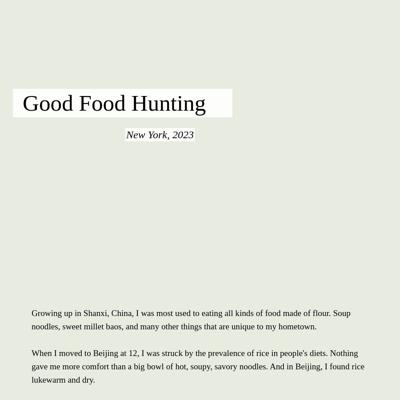 Good Food Hunting
New York, 2023
Growing up in Shanxi, China, I was most used to eating all kinds of food made of flour. Soup
noodles, sweet millet baos, and many other things that are unique to my hometown.
When I moved to Beijing at 12, I was struck by the prevalence of rice in people's diets. Nothing
gave me more comfort than a big bowl of hot, soupy, savory noodles. And in Beijing, I found rice
lukewarm and dry.